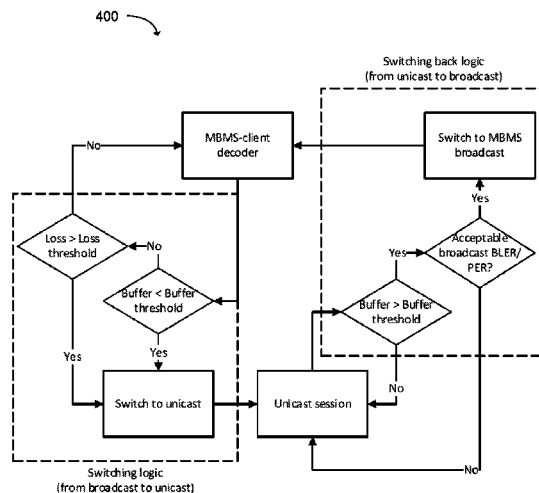 400
Switching back logic
(from unicast to broadcast)
MBMS-client
decoder
Switch to MBMS
broadcast
No
Yes
Loss > Loss
threshold
No
Acceptable
broadcast BLER/
PER?
Yes
Buffer < Buffer
threshold
Buffer > Buffer
threshold
Yes
Yes
No
Switch to unicast
Unicast session
No
Switching logic
(from broadcast to unicast)